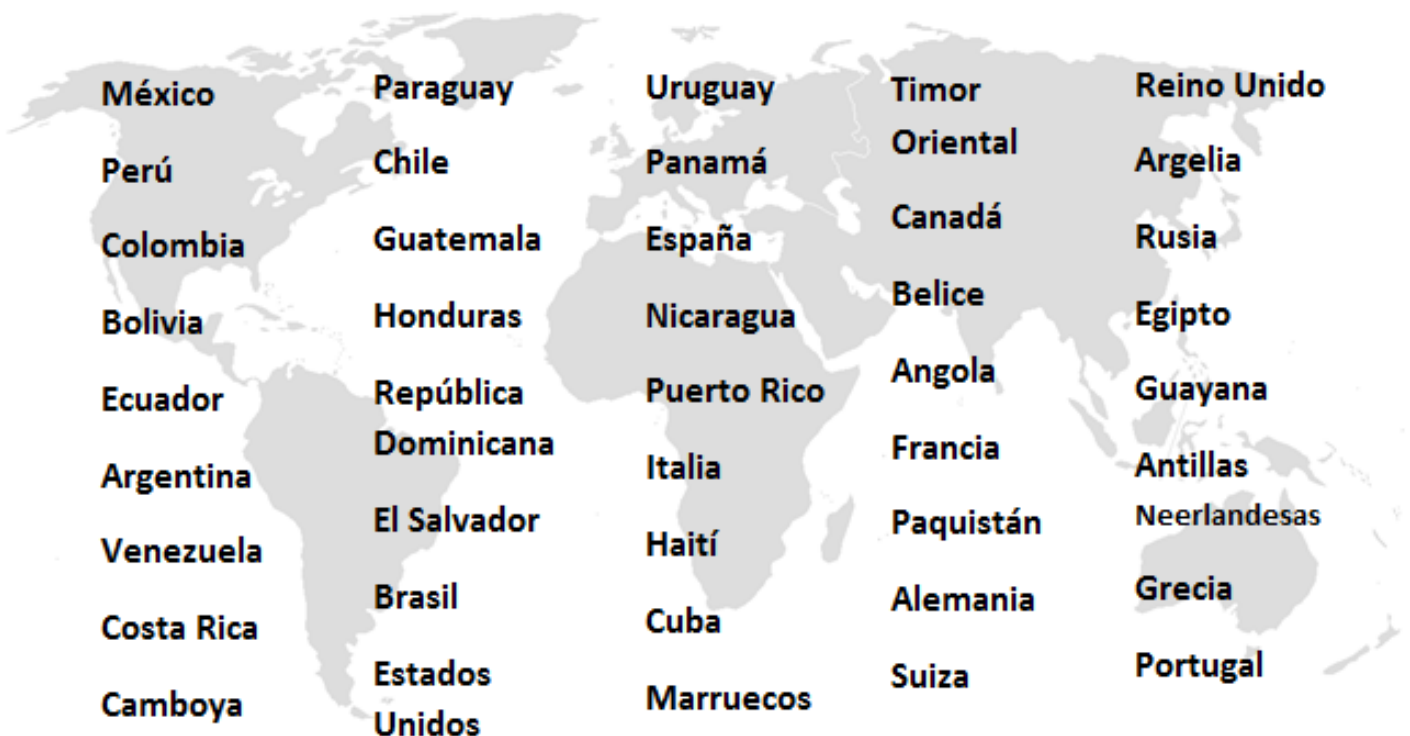 México
Perú
Colombia
Bolivia
Ecuador
Argentina
Venezuela
Costa Rica
Camboya
Paraguay
Chile
Guatemala
Honduras
República
Dominicana
El Salvador
Brasil
Estados
Unidos
Uruguay
Panamá
España
Nicaragua
Puerto Rico
Italia
Haití
Cuba
Marruecos
Timor
Oriental
Canadá
Belice
Angola
Francia
Paquistán
Alemania
Suiza
Reino Unido
Argelia
Rusia
Egipto
Guayana
Antillas
Neerlandesas
Grecia
Portugal